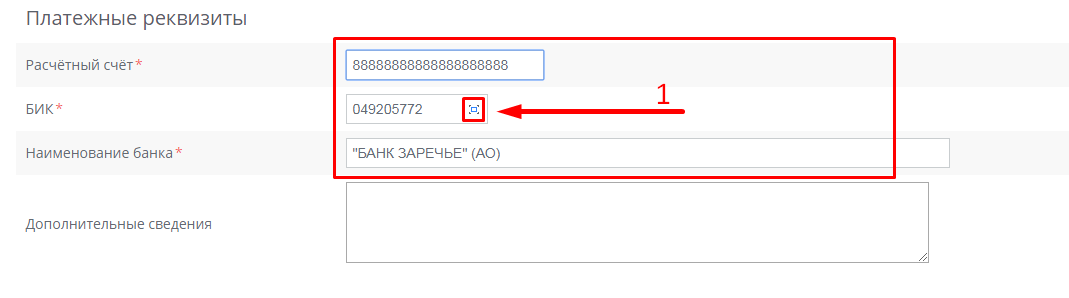 Платежные реквизиты
Расчётный счёт* 88888888888888888888
БИК* 049205772 1
Наименование банка* "БАНК ЗАРЕЧЬЕ" (АО)
Дополнительные сведения